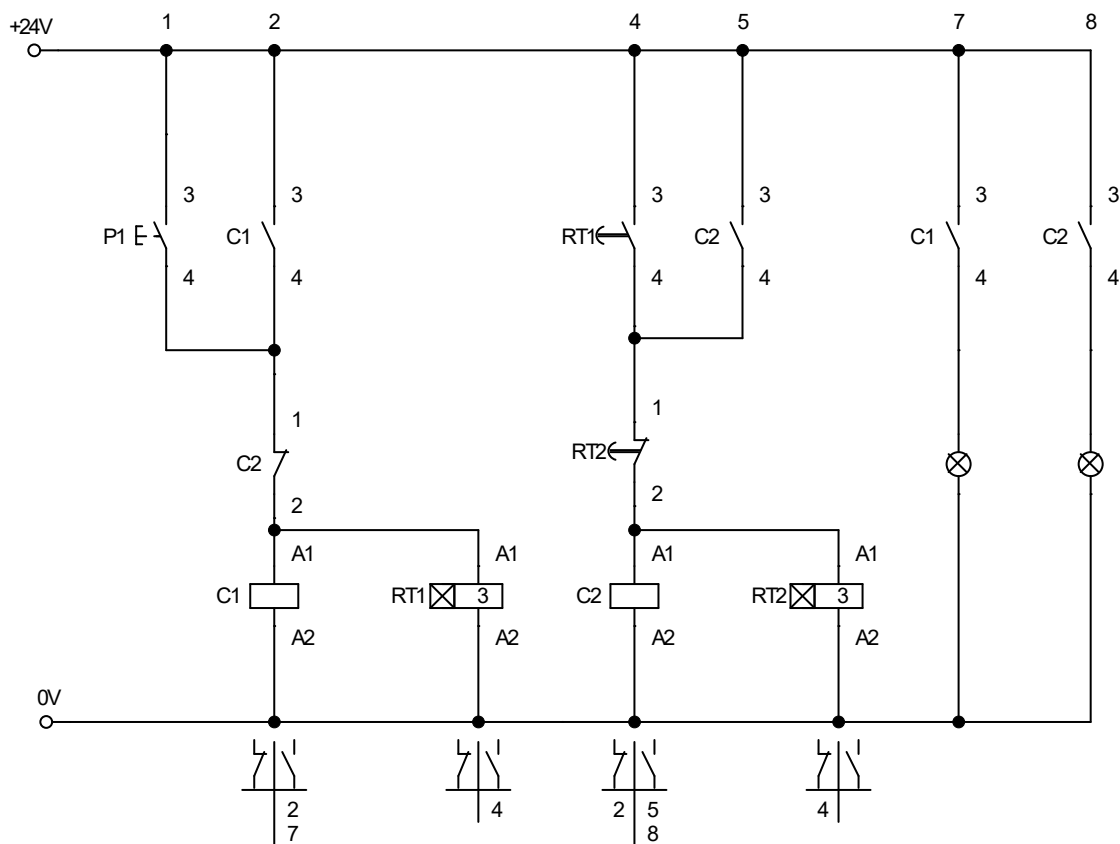 1 2 4 5 7 8
+24V
3 3 3 3 3 3
P1 C1 RT1 C2 C1 C2
4 4 4 4 4 4
1 1
C2 RT2
2 2
A1 A1 A1 A1
C1 RT1 3 C2 RT2 3
A2 A2 A2 A2
0V
2 4 2 5 4
7 8